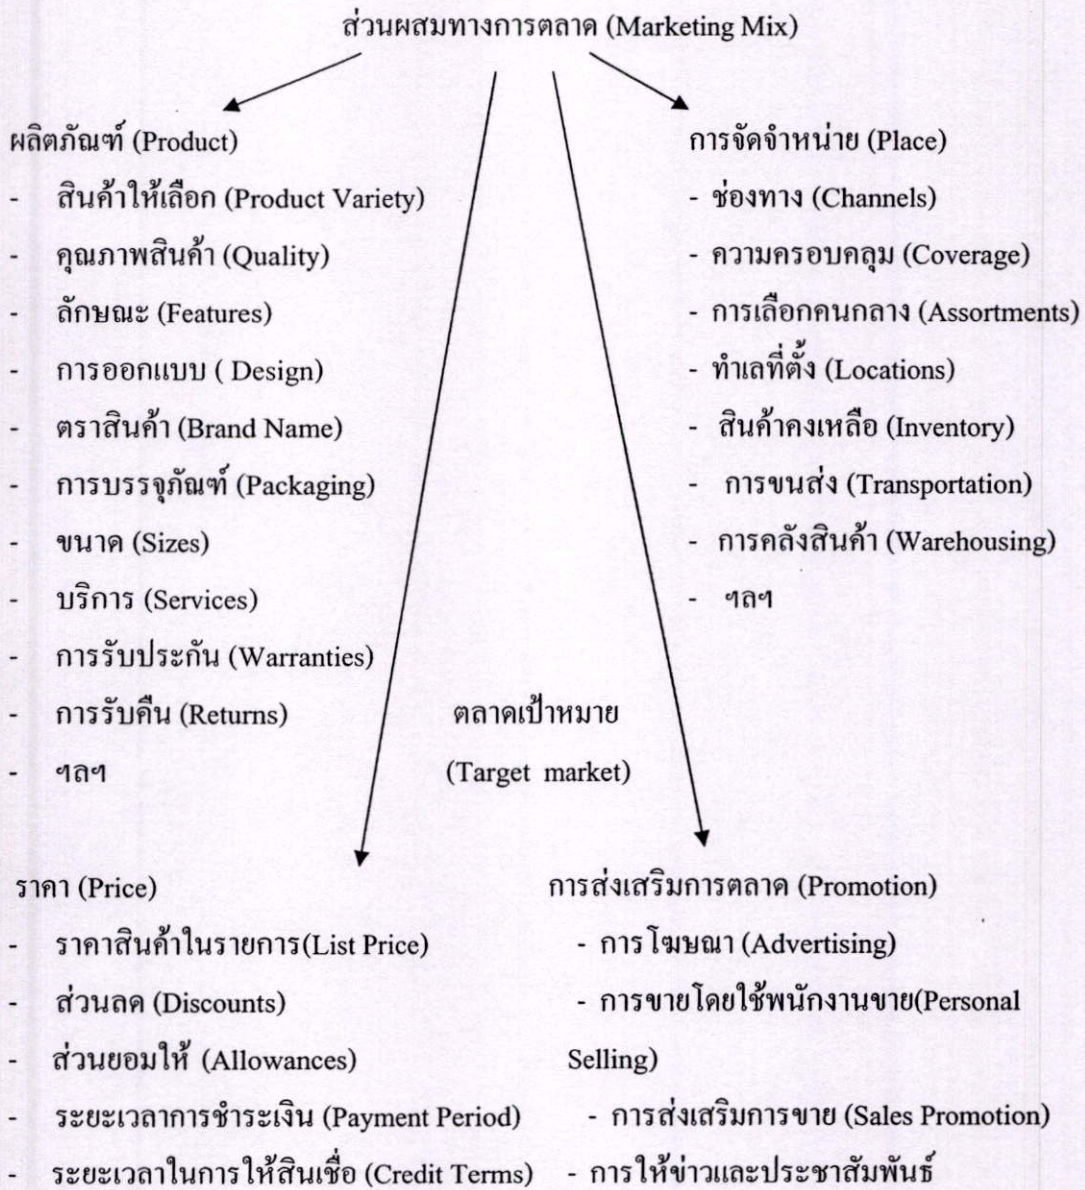 ส่วนผสมทางการตลาด (Marketing Mix)
ผลิตภัณฑ์ (Product)
- สินค้าให้เลือก (Product Variety)
- คุณภาพสินค้า (Quality)
- ลักษณะ (Features)
- การออกแบบ ( Design)
- ตราสินค้า (Brand Name)
- การบรรจุภัณฑ์ (Packaging)
- ขนาด (Sizes)
- บริการ (Services)
- การรับประกัน (Warranties)
- การรับคืน (Returns)
- ฯลฯ
การจัดจำหน่าย (Place)
- ช่องทาง (Channels)
- ความครอบคลุม (Coverage)
- การเลือกคนกลาง (Assortments)
- ทำเลที่ตั้ง (Locations)
- สินค้าคงเหลือ (Inventory)
- การขนส่ง (Transportation)
- การคลังสินค้า (Warehousing)
- ฯลฯ
ตลาดเป้าหมาย
(Target market)
ราคา (Price)
- ราคาสินค้าในรายการ(List Price)
- ส่วนลด (Discounts)
- ส่วนยอมให้ (Allowances)
- ระยะเวลาการชำระเงิน (Payment Period)
- ระยะเวลาในการให้สินเชื่อ (Credit Terms)
การส่งเสริมการตลาด (Promotion)
- การโฆษณา (Advertising)
- การขายโดยใช้พนักงานขาย(Personal
Selling)
- การส่งเสริมการขาย (Sales Promotion)
- การให้ข่าวและประชาสัมพันธ์